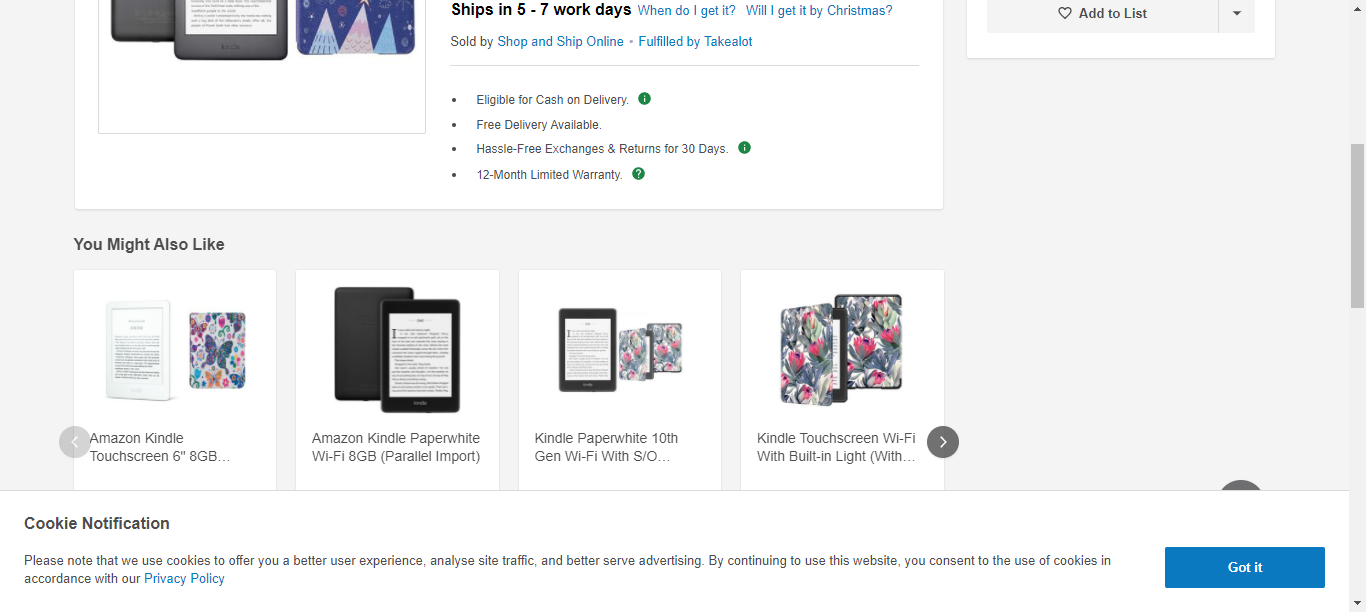 Ships in 5 - 7 work days When do I get it? Will I get it by Christmas?
Add to List
Sold by Shop and Ship Online • Fulfilled by Takealot
• Eligible for Cash on Delivery.
• Free Delivery Available.
• Hassle-Free Exchanges & Returns for 30 Days.
• 12-Month Limited Warranty.
You Might Also Like
Amazon Kindle
Touchscreen 6" 8GB...
Amazon Kindle Paperwhite
Wi-Fi 8GB (Parallel Import)
Kindle Paperwhite 10th
Gen Wi-Fi With S/O...
Kindle Touchscreen Wi-Fi
With Built-in Light (With...
Cookie Notification
Please note that we use cookies to offer you a better user experience, analyse site traffic, and better serve advertising. By continuing to use this website, you consent to the use of cookies in
accordance with our Privacy Policy
Got it